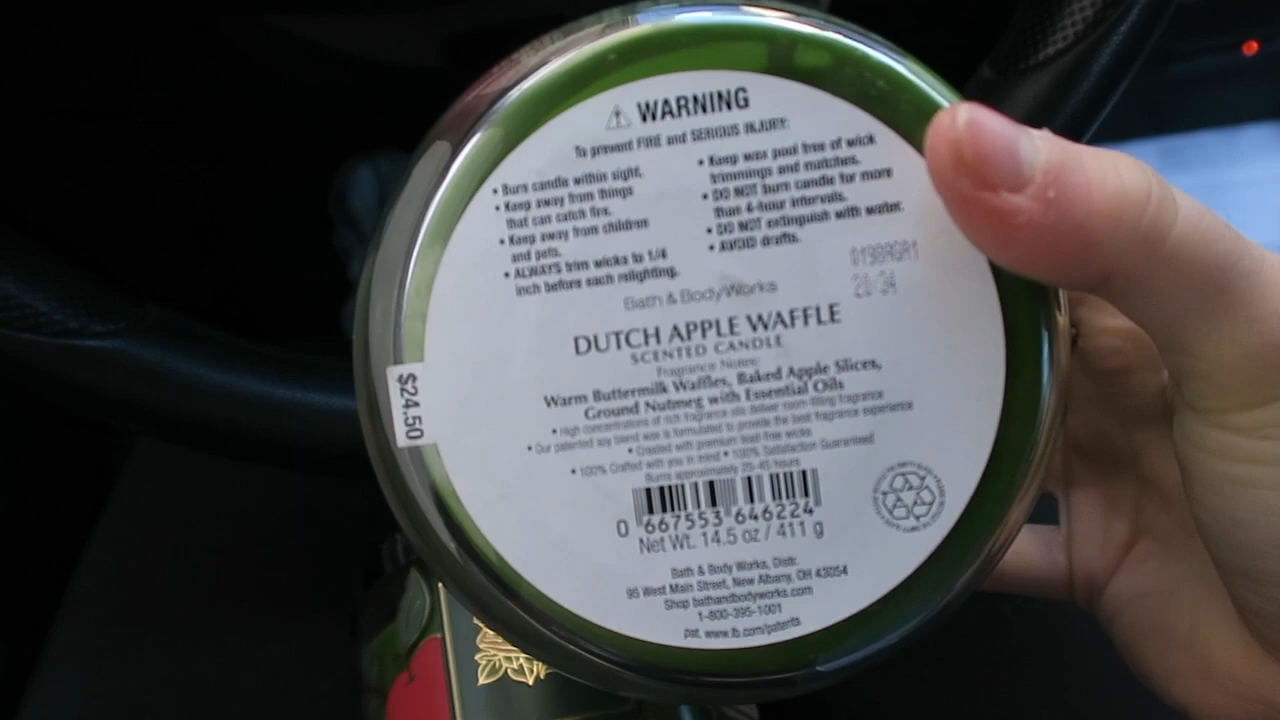 WARNING
To prevent FIRE and SERIOUS INJURY:
• Burn candle within sight.
• Keep away from things
that can catch fire.
• Keep away from children
and pets.
• ALWAYS trim wicks to 1/4
inch before each relighting.
• Keep wax pool free of wick
trimmings and matches.
• DO NOT burn candle for more
than 4-hour intervals.
• DO NOT extinguish with water.
• AVOID drafts.
20:34
Bath & Body Works
DUTCH APPLE WAFFLE
SCENTED CANDLE
Fragrance Notes:
Warm Buttermilk Waffles, Baked Apple Slices,
Ground Nutmeg with Essential Oils
• High concentrations of rich fragrance oils deliver room-filling fragrance
• Our patented soy blend wax is formulated to provide the best fragrance experience
• Created with premium lead-free wicks
• 100% Crafted with you in mind • 100% Satisfaction Guaranteed
Burns approximately 25-45 hours
$24.50
0 667553 646224
Net Wt. 14.5 oz / 411 g
Bath & Body Works, Distr.
95 West Main Street, New Albany, OH 43054
Shop bathandbodyworks.com
1-800-395-1001
pat. www.lb.com/patents